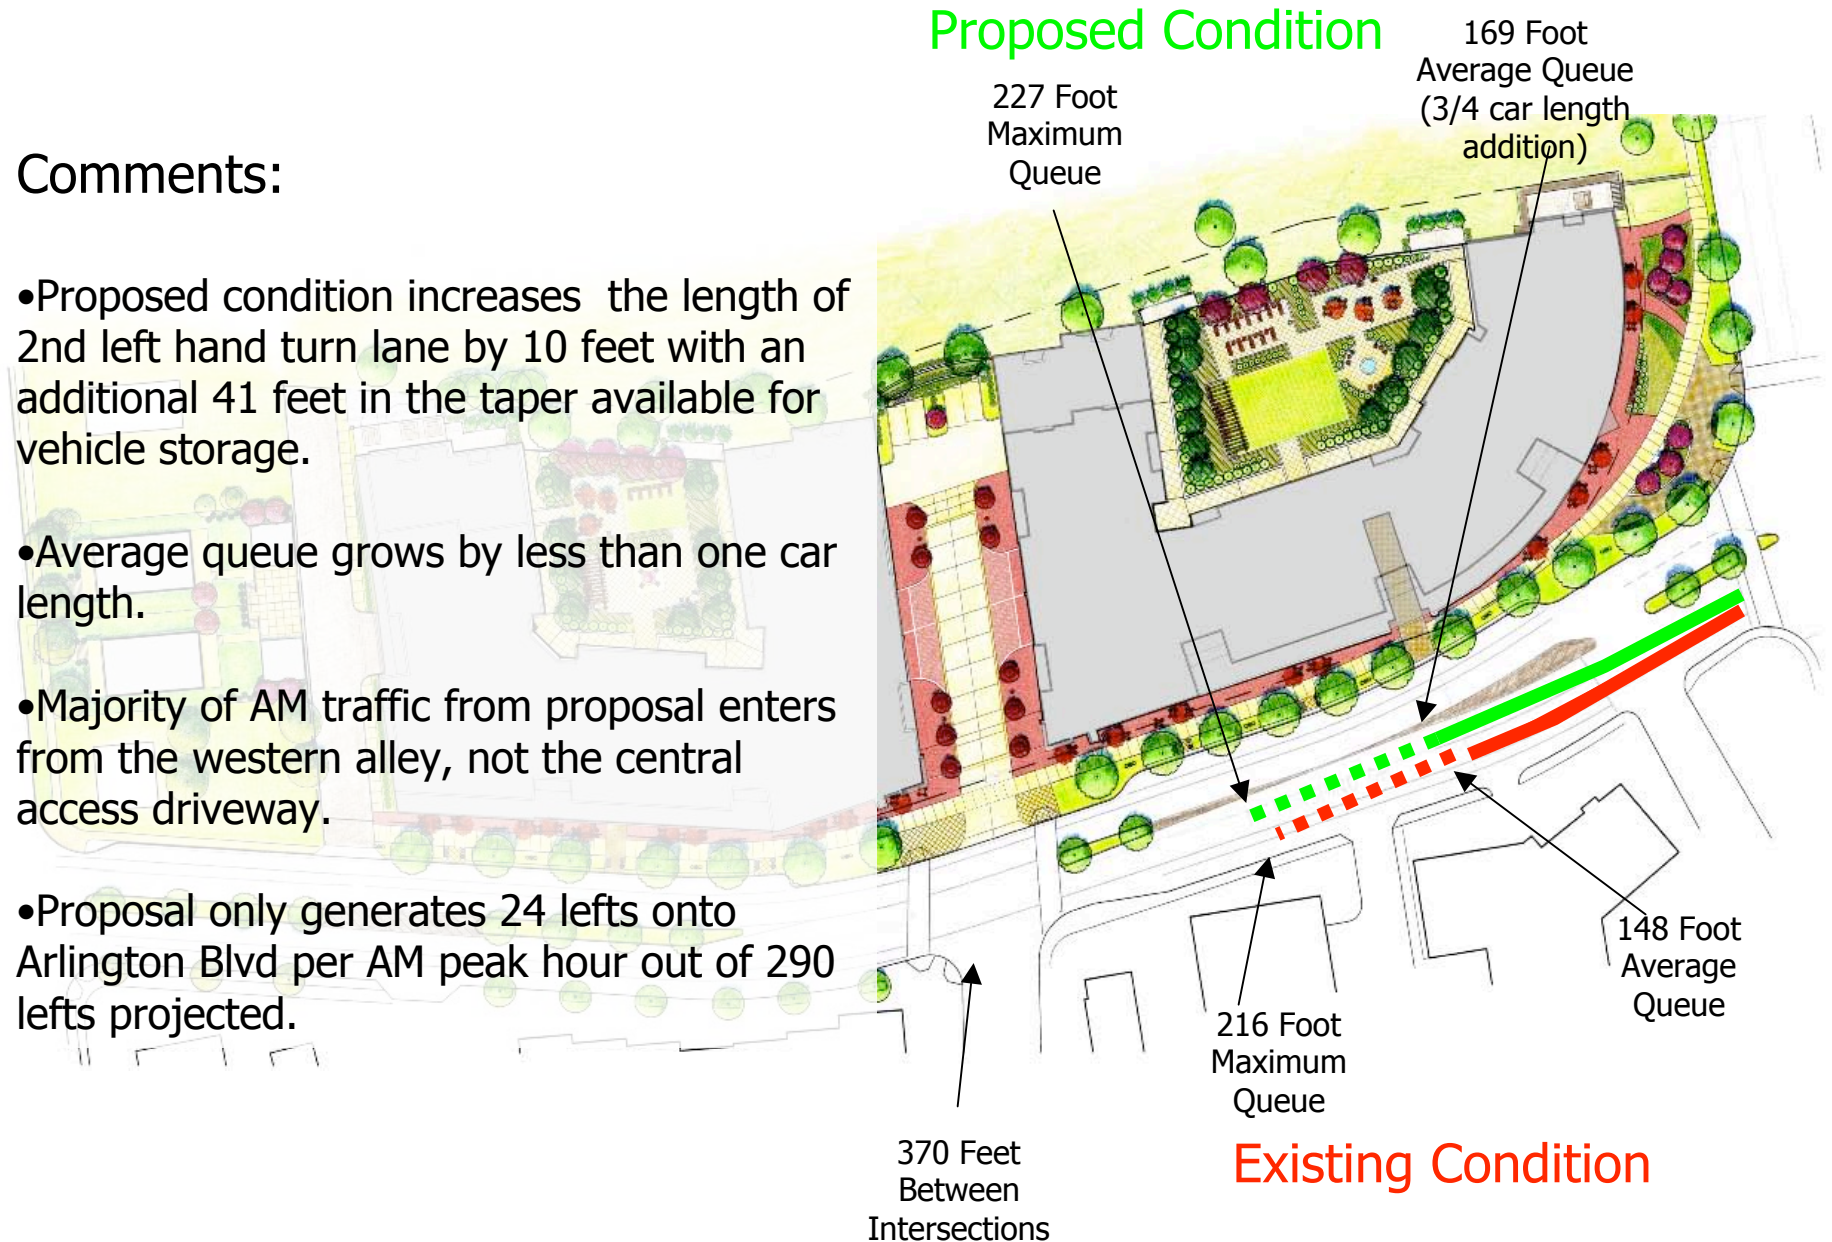 Proposed Condition
169 Foot
Average Queue
(3/4 car length
addition)
227 Foot
Maximum
Queue
Comments:
•Proposed condition increases  the length of
2nd left hand turn lane by 10 feet with an
additional 41 feet in the taper available for
vehicle storage.
•Average queue grows by less than one car
length.
•Majority of AM traffic from proposal enters
from the western alley, not the central
access driveway.
•Proposal only generates 24 lefts onto
Arlington Blvd per AM peak hour out of 290
lefts projected.
148 Foot
Average
Queue
216 Foot
Maximum
Queue
370 Feet
Between
Intersections
Existing Condition